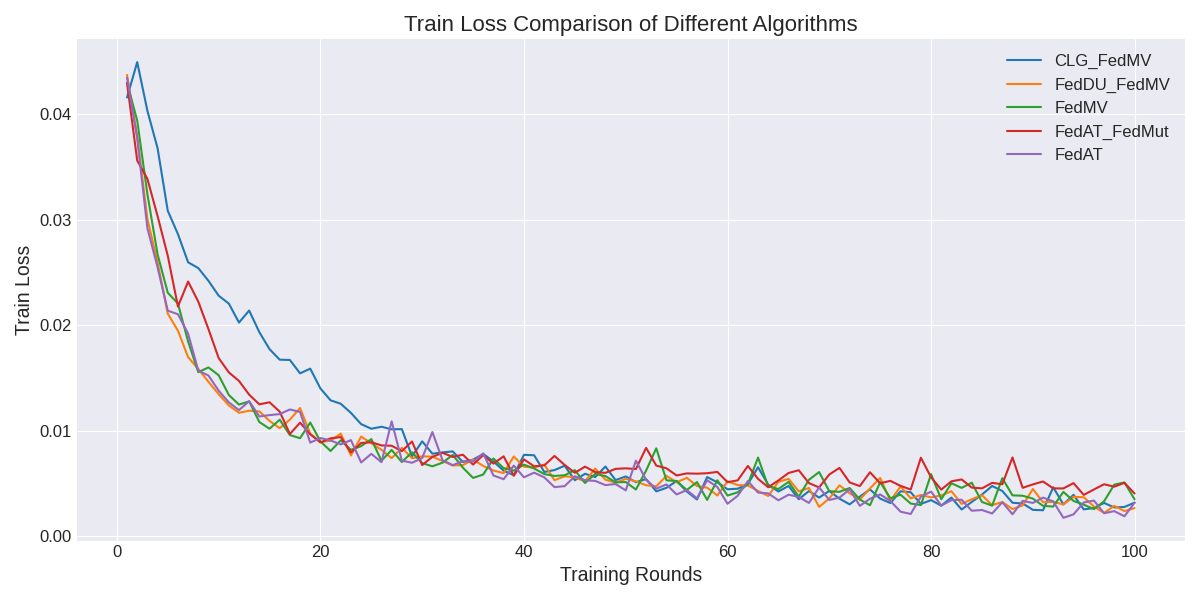 Train Loss Comparison of Different Algorithms
CLG_FedMV
FedDU_FedMV
FedMV
FedAT_FedMut
FedAT
Train Loss
0.04
0.03
0.02
0.01
0.00
0 20 40 60 80 100
Training Rounds